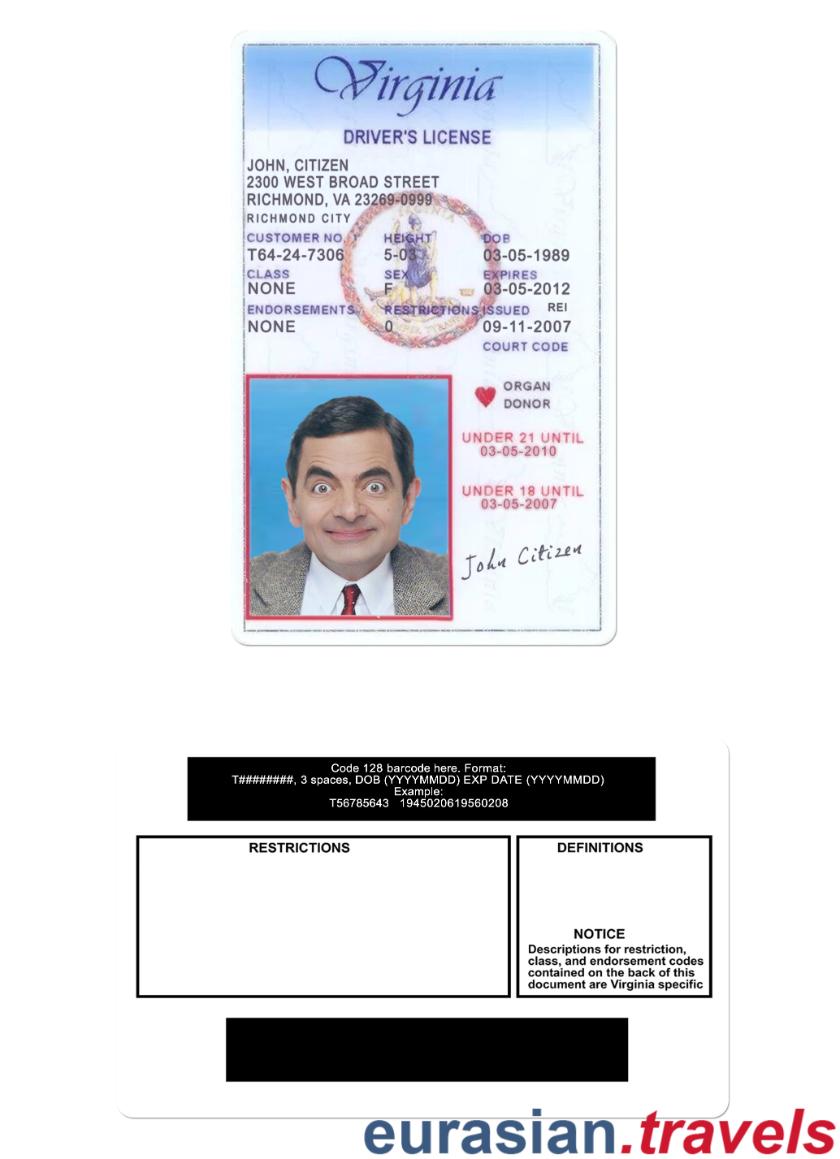 Virginia
DRIVER'S LICENSE
JOHN, CITIZEN
2300 WEST BROAD STREET
RICHMOND, VA 23269-0999
RICHMOND CITY
CUSTOMER NO. HEIGHT DOB
T64-24-7306 5-03 03-05-1989
CLASS SEX EXPIRES
NONE F 03-05-2012
ENDORSEMENTS RESTRICTIONS ISSUED REI
NONE 0 09-11-2007
COURT CODE
ORGAN
DONOR
UNDER 21 UNTIL
03-05-2010
UNDER 18 UNTIL
03-05-2007
John Citizen
Code 128 barcode here. Format:
T########, 3 spaces, DOB (YYYYMMDD) EXP DATE (YYYYMMDD)
Example:
T56785643 1945020619560208
RESTRICTIONS
DEFINITIONS
NOTICE
Descriptions for restriction,
class, and endorsement codes
contained on the back of this
document are Virginia specific
eurasian.travels